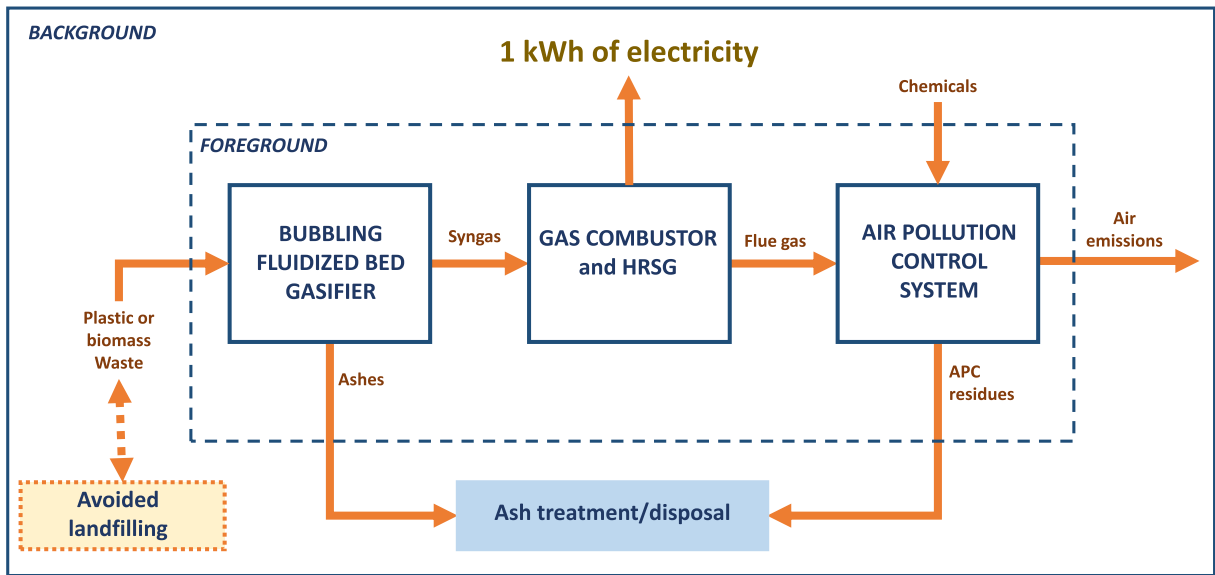 BACKGROUND
1 kWh of electricity
Chemicals
FOREGROUND
BUBBLING
FLUIDIZED BED
GASIFIER
Syngas
GAS COMBUSTOR
and HRSG
Flue gas
AIR POLLUTION
CONTROL
SYSTEM
Air
emissions
Plastic or
biomass
Waste
Ashes
APC
residues
Avoided
landfilling
Ash treatment/disposal